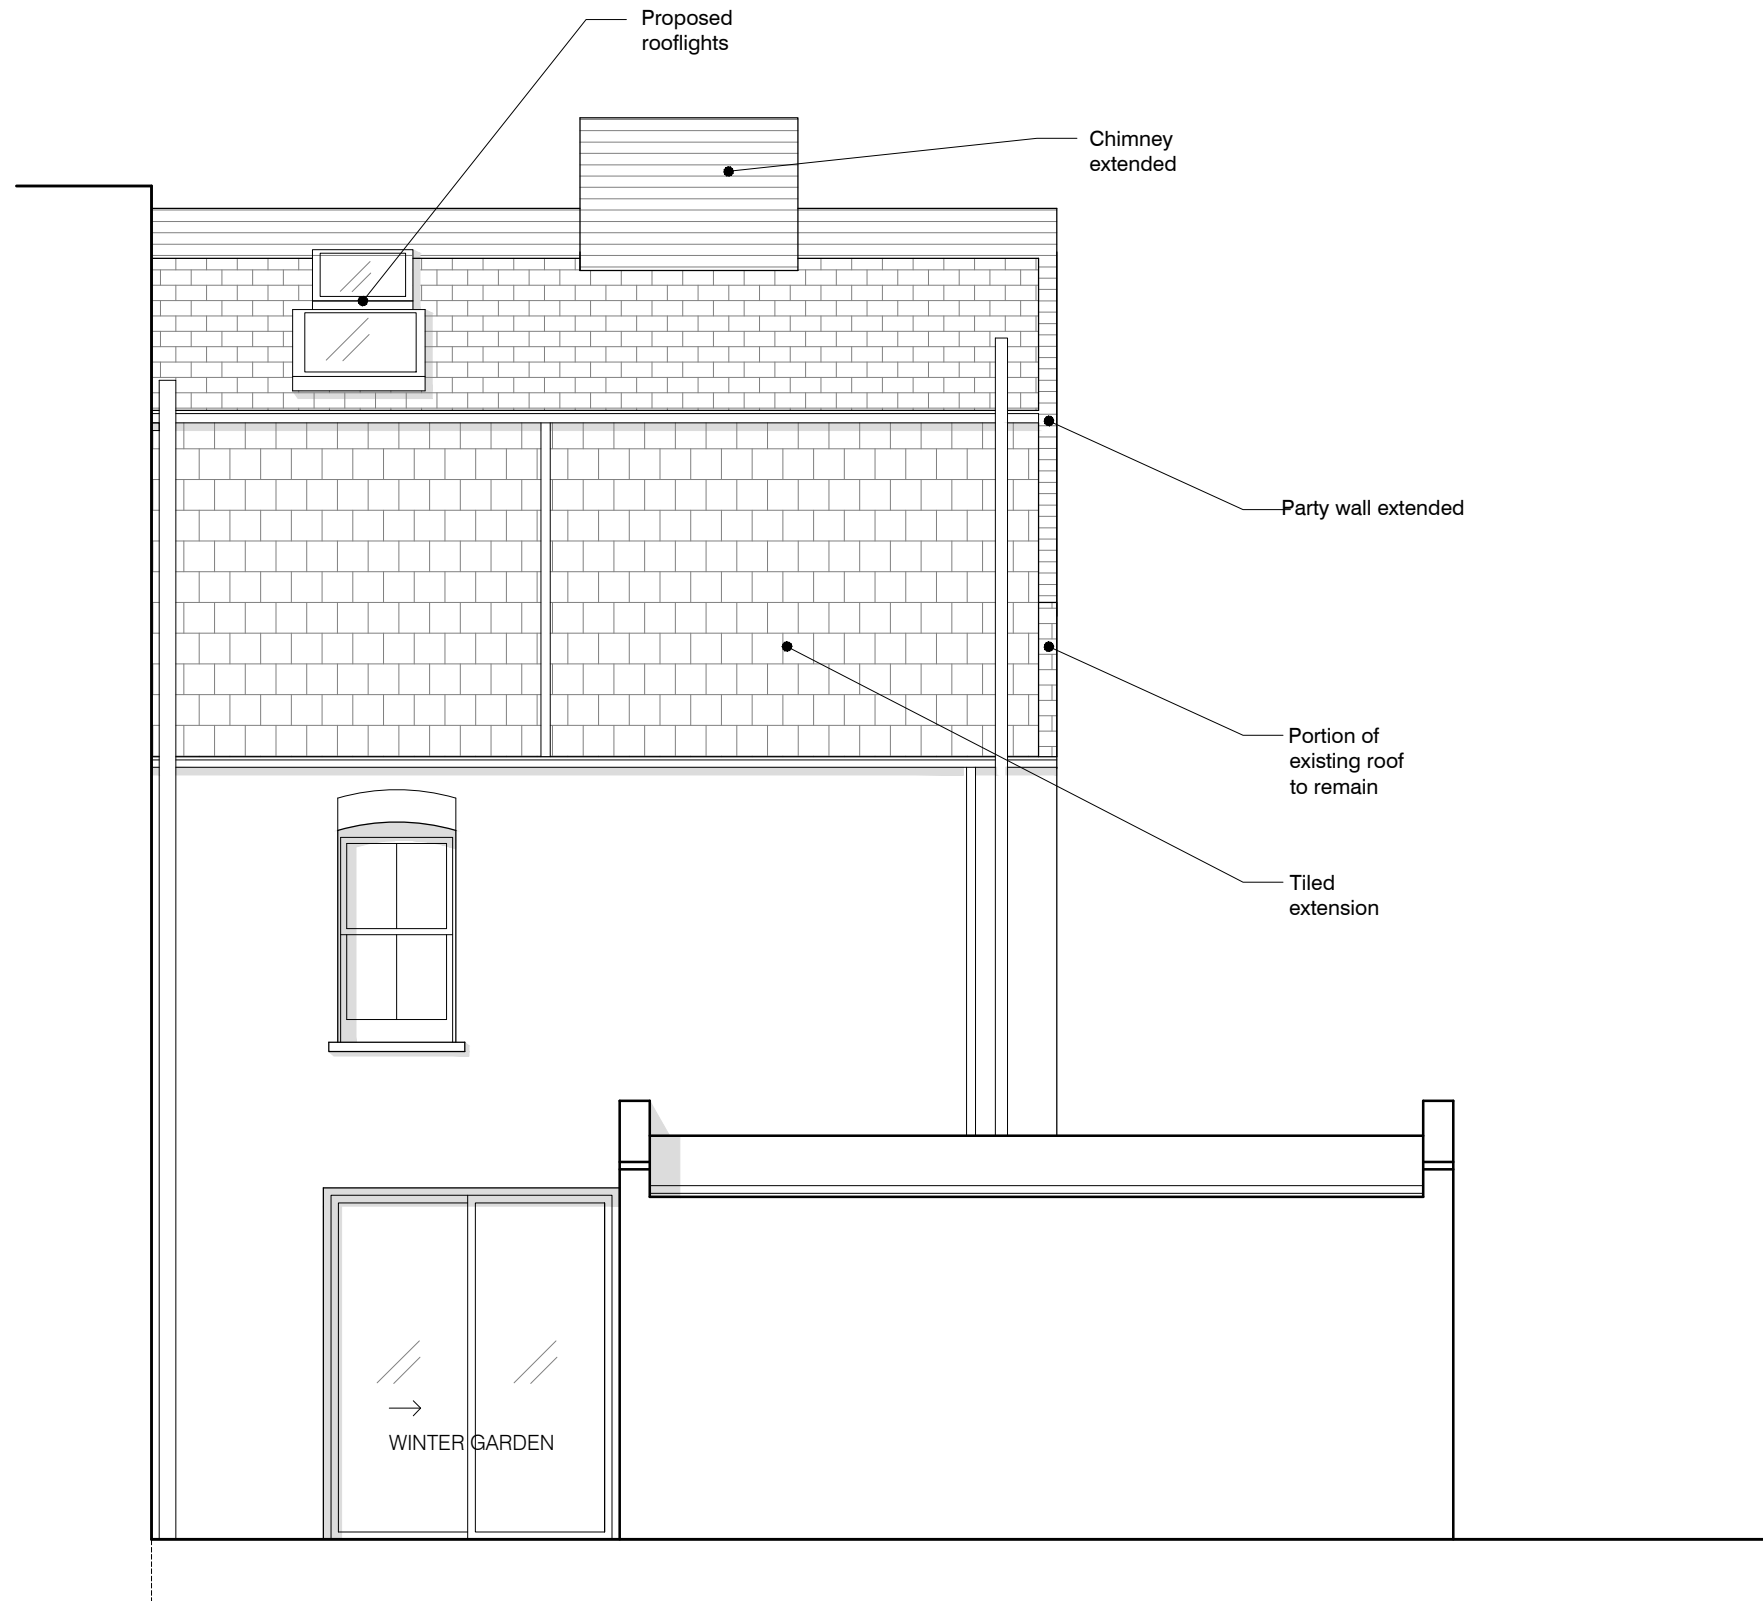 Proposed
rooflights
Chimney
extended
Party wall extended
Portion of
existing roof
to remain
Tiled
extension
WINTER GARDEN